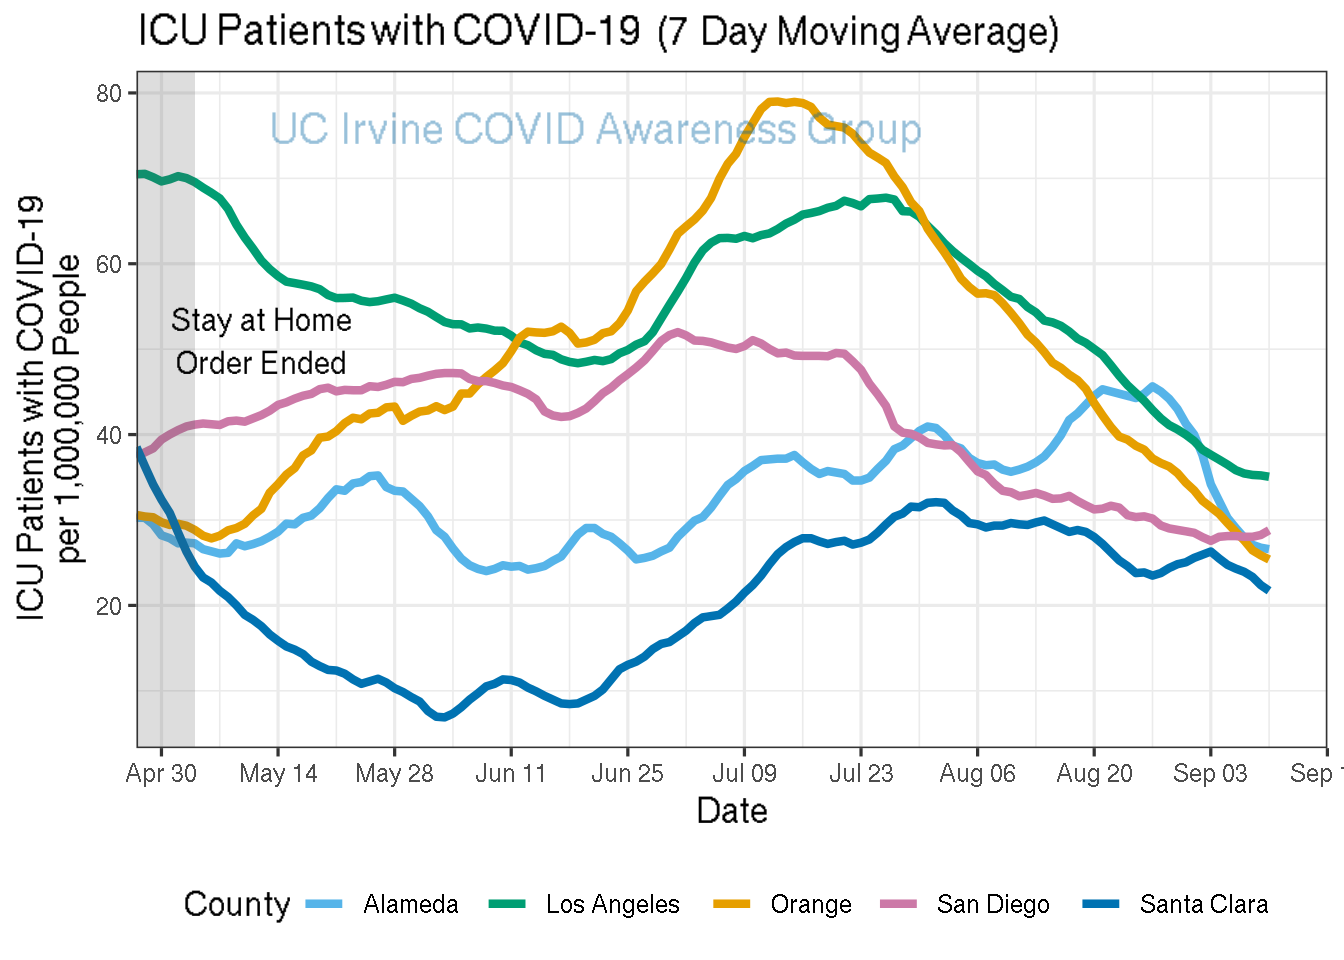 ICU Patients with COVID-19 (7 Day Moving Average)
UC Irvine COVID Awareness Group
80
60
40
20
ICU Patients with COVID-19
per 1,000,000 People
Stay at Home
Order Ended
Apr 30 May 14 May 28 Jun 11 Jun 25 Jul 09 Jul 23 Aug 06 Aug 20 Sep 03 Sep
Date
County Alameda Los Angeles Orange San Diego Santa Clara